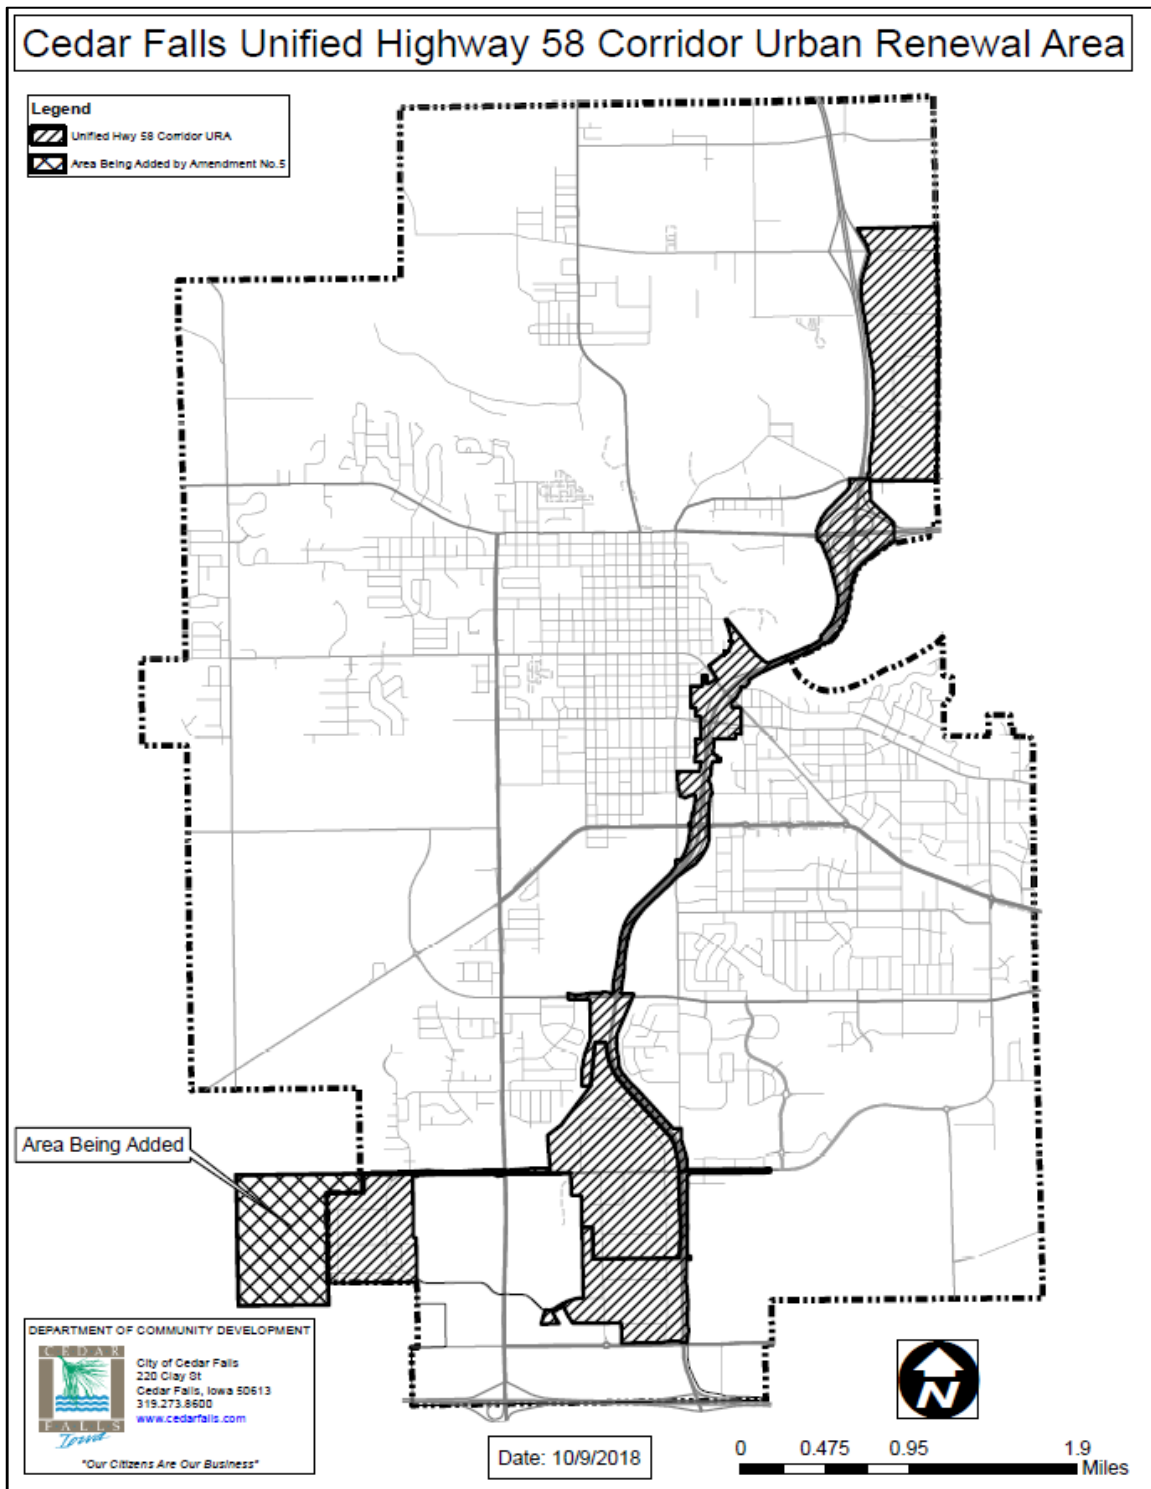 Cedar Falls Unified Highway 58 Corridor Urban Renewal Area
Legend
Unified Hwy 58 Corridor URA
Area Being Added by Amendment No.5
Area Being Added
DEPARTMENT OF COMMUNITY DEVELOPMENT
CEDAR
FALLS
Iowa
City of Cedar Falls
220 Clay St
Cedar Falls, Iowa 50613
319.273.8600
www.cedarfalls.com
"Our Citizens Are Our Business"
Date: 10/9/2018
N
0 0.475 0.95 1.9
Miles